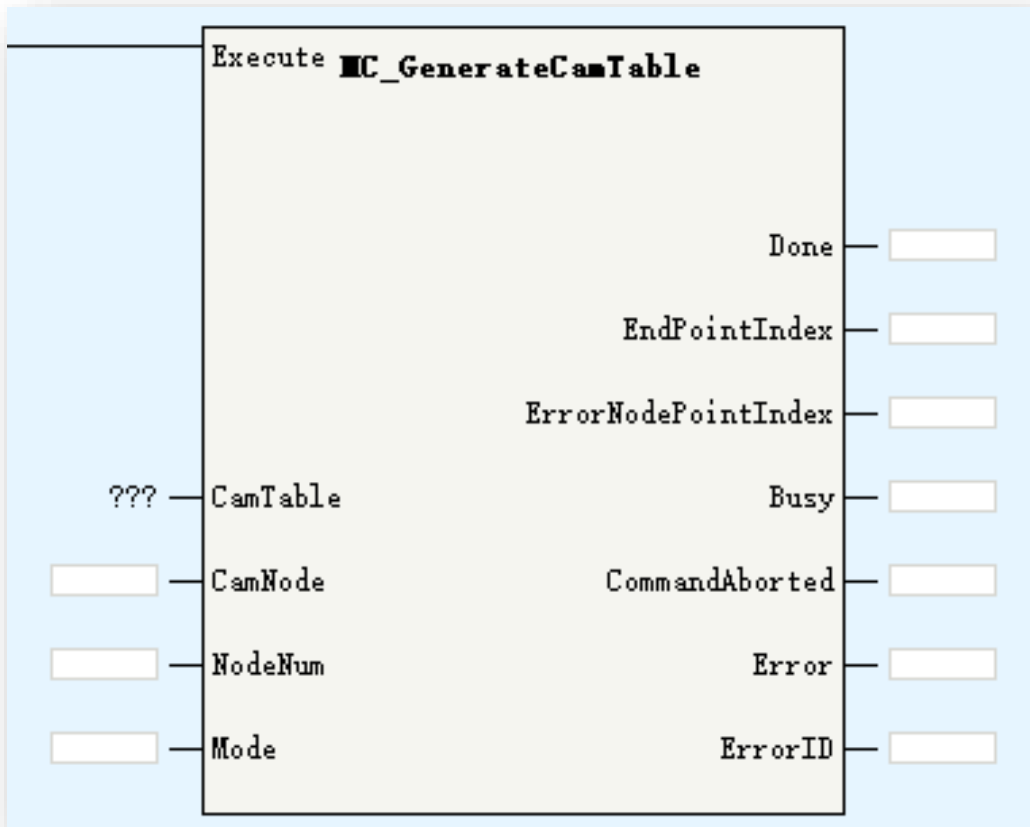 Execute
MC_GenerateCamTable
Done
EndPointIndex
ErrorNodePointIndex
??? CamTable
Busy
CamNode
CommandAborted
NodeNum
Error
Mode
ErrorID